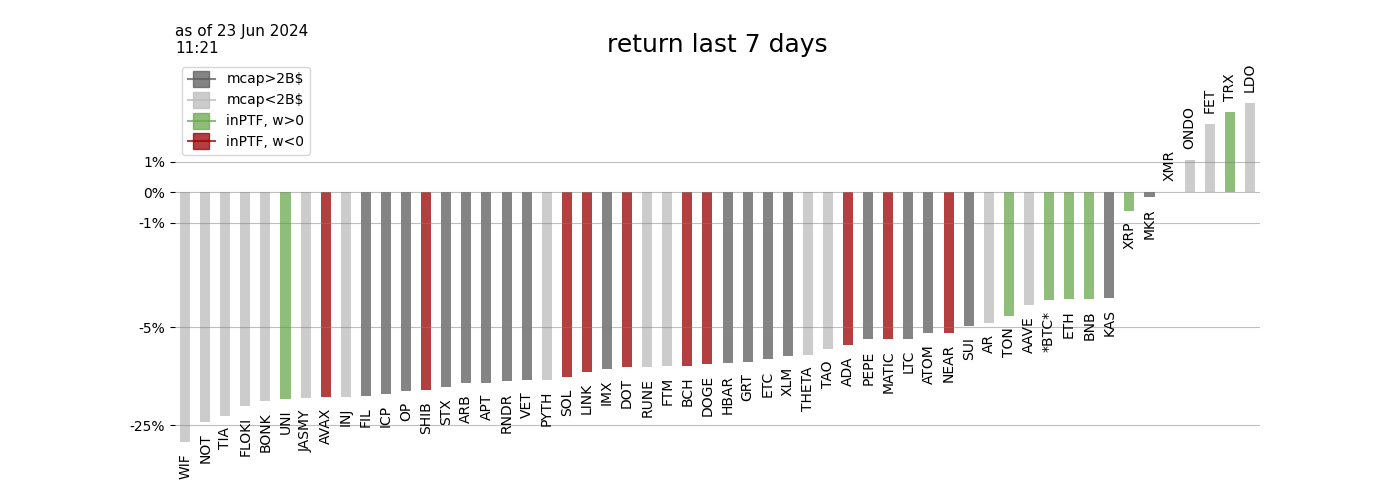 as of 23 Jun 2024
11:21
return last 7 days
mcap>2B$
mcap<2B$
inPTF, w>0
inPTF, w<0
1%
0%
-1%
-5%
-25%
WIF
NOT
TIA
FLOKI
BONK
UNI
JASMY
AVAX
INJ
FIL
ICP
OP
SHIB
STX
ARB
APT
RNDR
VET
PYTH
SOL
LINK
IMX
DOT
RUNE
FTM
BCH
DOGE
HBAR
GRT
ETC
XLM
THETA
TAO
ADA
PEPE
MATIC
LTC
ATOM
NEAR
SUI
AR
TON
AAVE
*BTC*
ETH
BNB
KAS
XRP
MKR
XMR
ONDO
FET
TRX
LDO